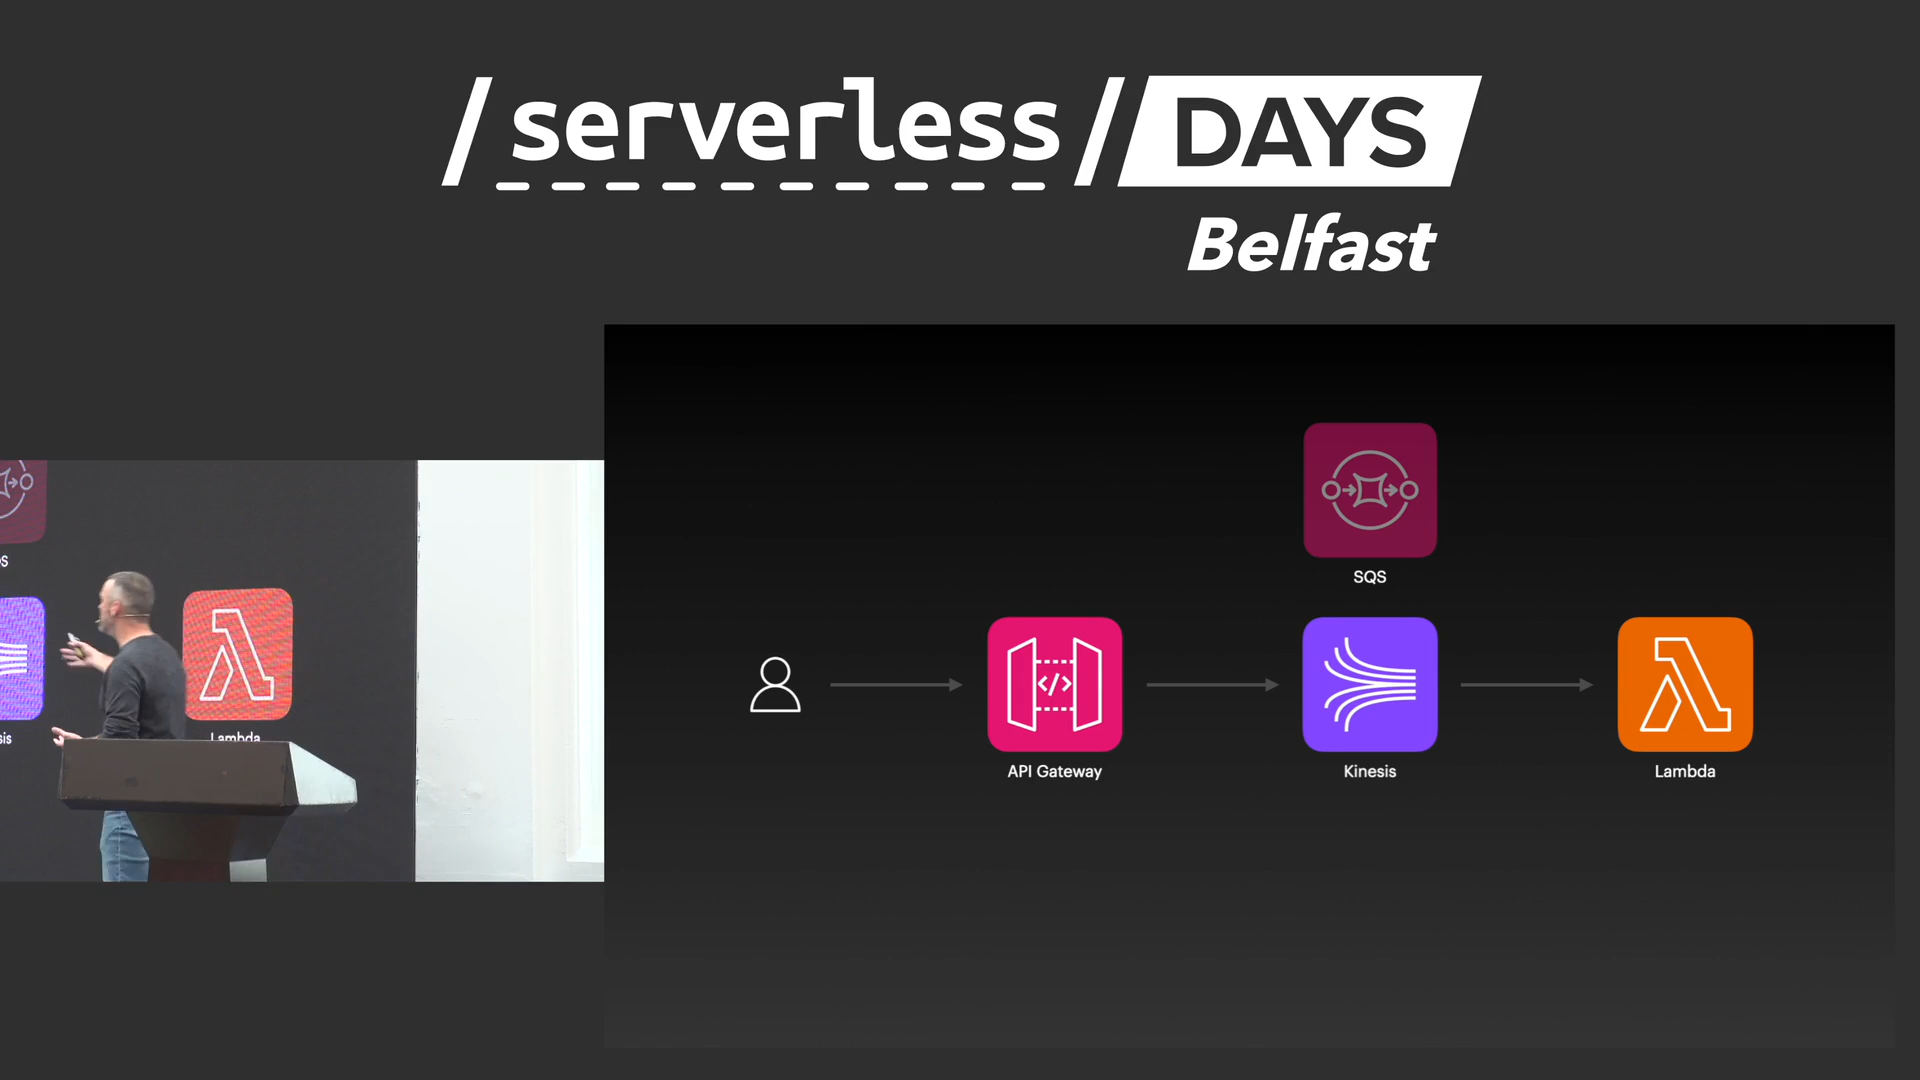 /serverless/DAYS
Belfast
SQS
API Gateway
Kinesis
Lambda
Lambda